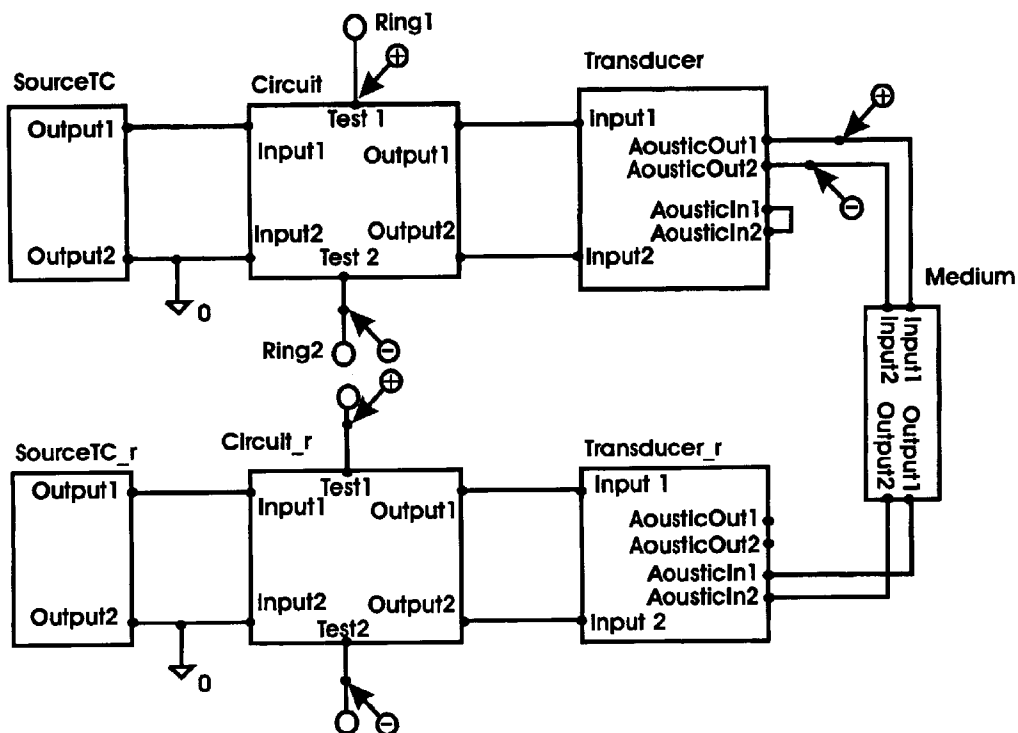 Ring1
SourceTC
Circuit
Transducer
Output1
Output2
0
Test 1
Input1
Output1
Input2
Output2
Test 2
Ring2
Input1
AousticOut1
AousticOut2
AousticIn1
AousticIn2
Input2
Medium
Input1
Input2
Output1
Output2
SourceTC_r
Circuit_r
Transducer_r
Output1
Output2
0
Test1
Input1
Output1
Input2
Output2
Test2
Input 1
AousticOut1
AousticOut2
AousticIn1
AousticIn2
Input 2